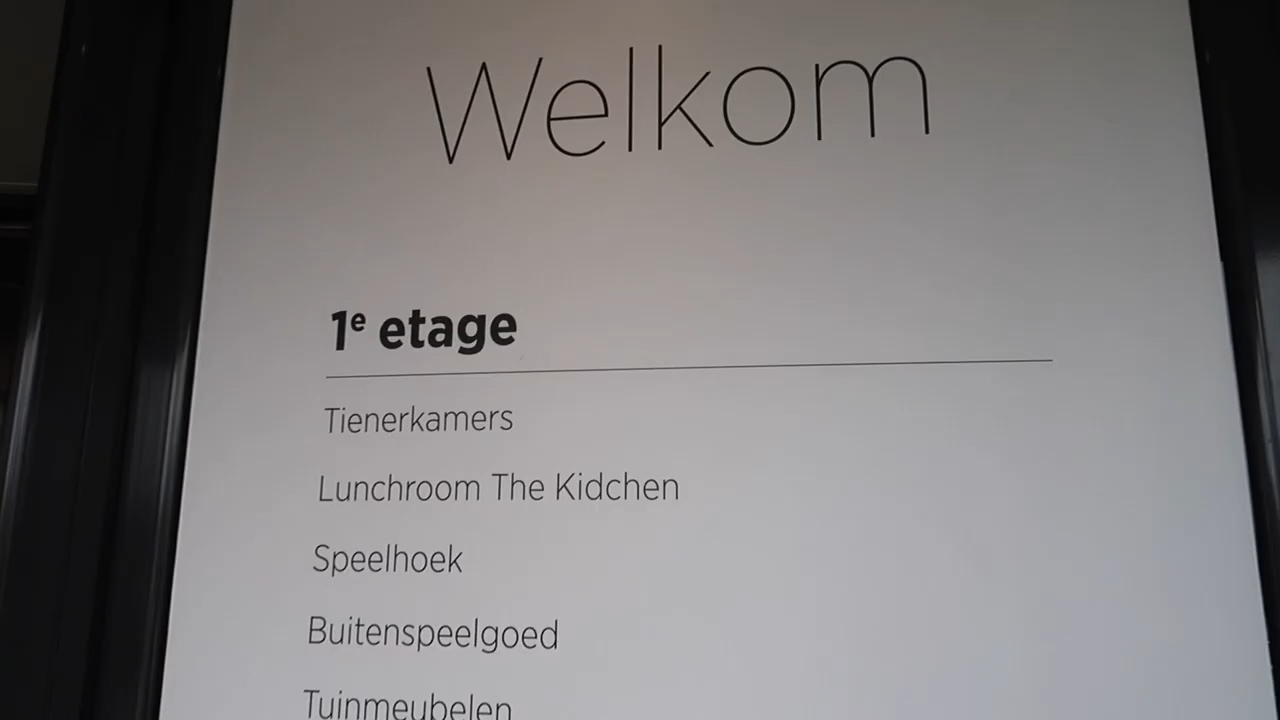 Welkom
1e etage
Tienerkamers
Lunchroom The Kidchen
Speelhoek
Buitenspeelgoed
Tuinmeubelen